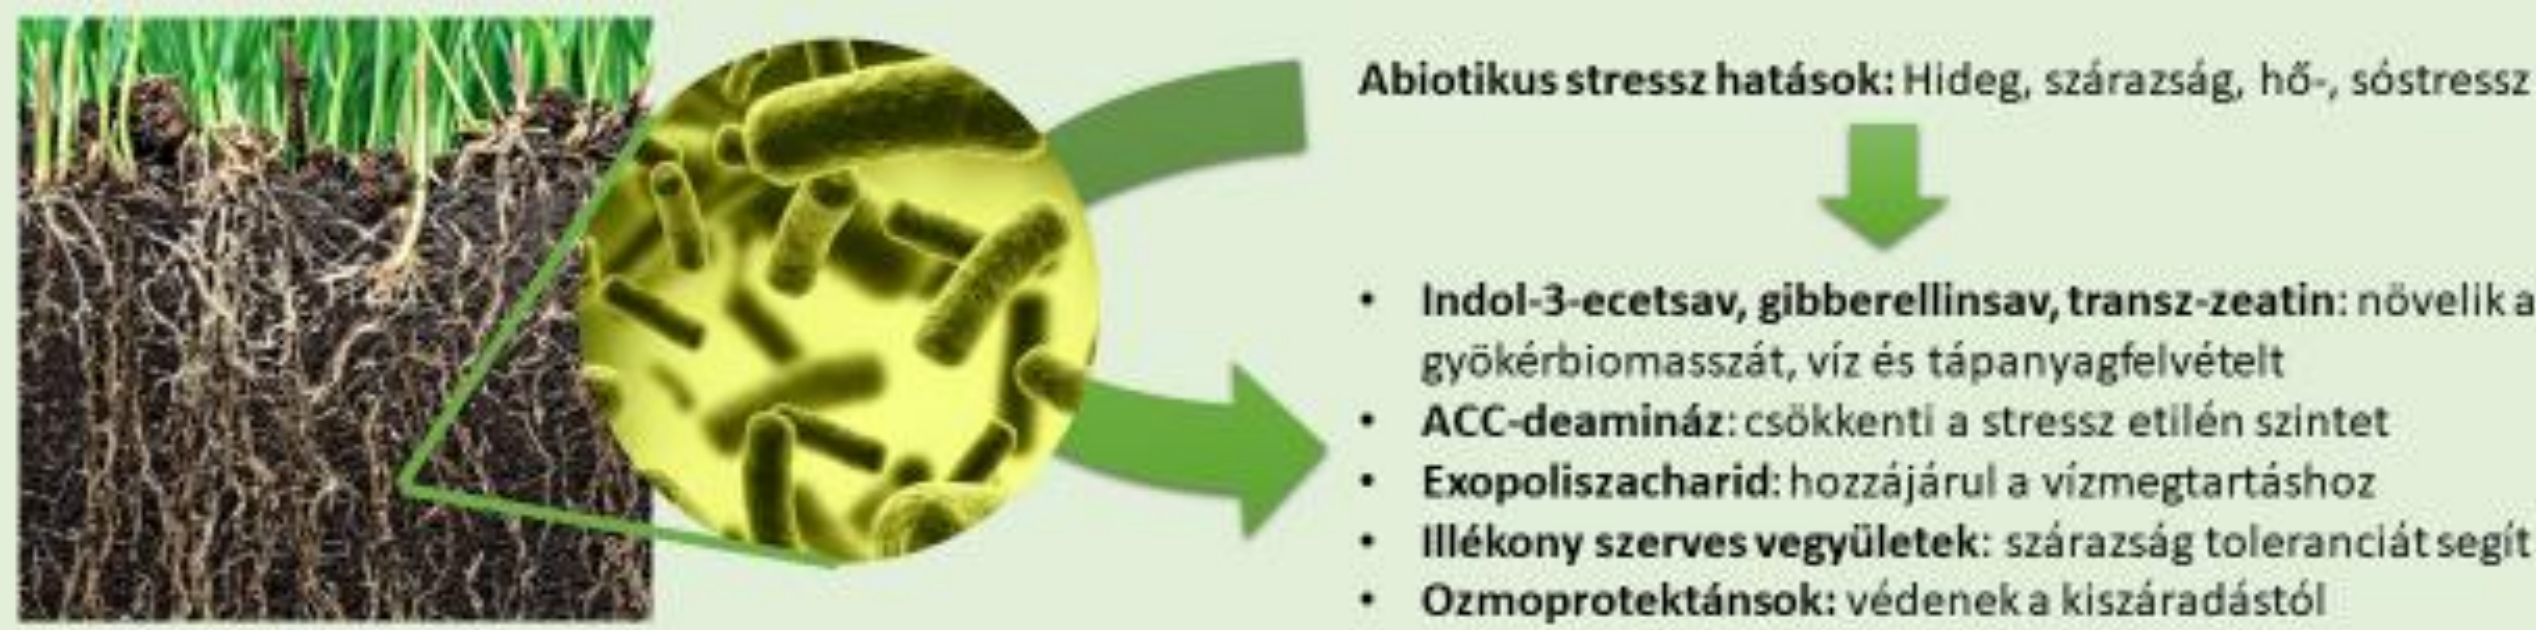 Abiotikus stressz hatások: Hideg, szárazság, hő-, sóstressz
• Indol-3-ecetsav, gibberellinsav, transz-zeatin: növelik a
gyökérbiomasszát, víz és tápanyagfelvételt
• ACC-deamináz: csökkenti a stressz etilén szintet
• Exopoliszacharid: hozzájárul a vízmegtartáshoz
• Illékony szerves vegyületek: szárazság toleranciát segít
• Ozmoprotektánsok: védenek a kiszáradástól